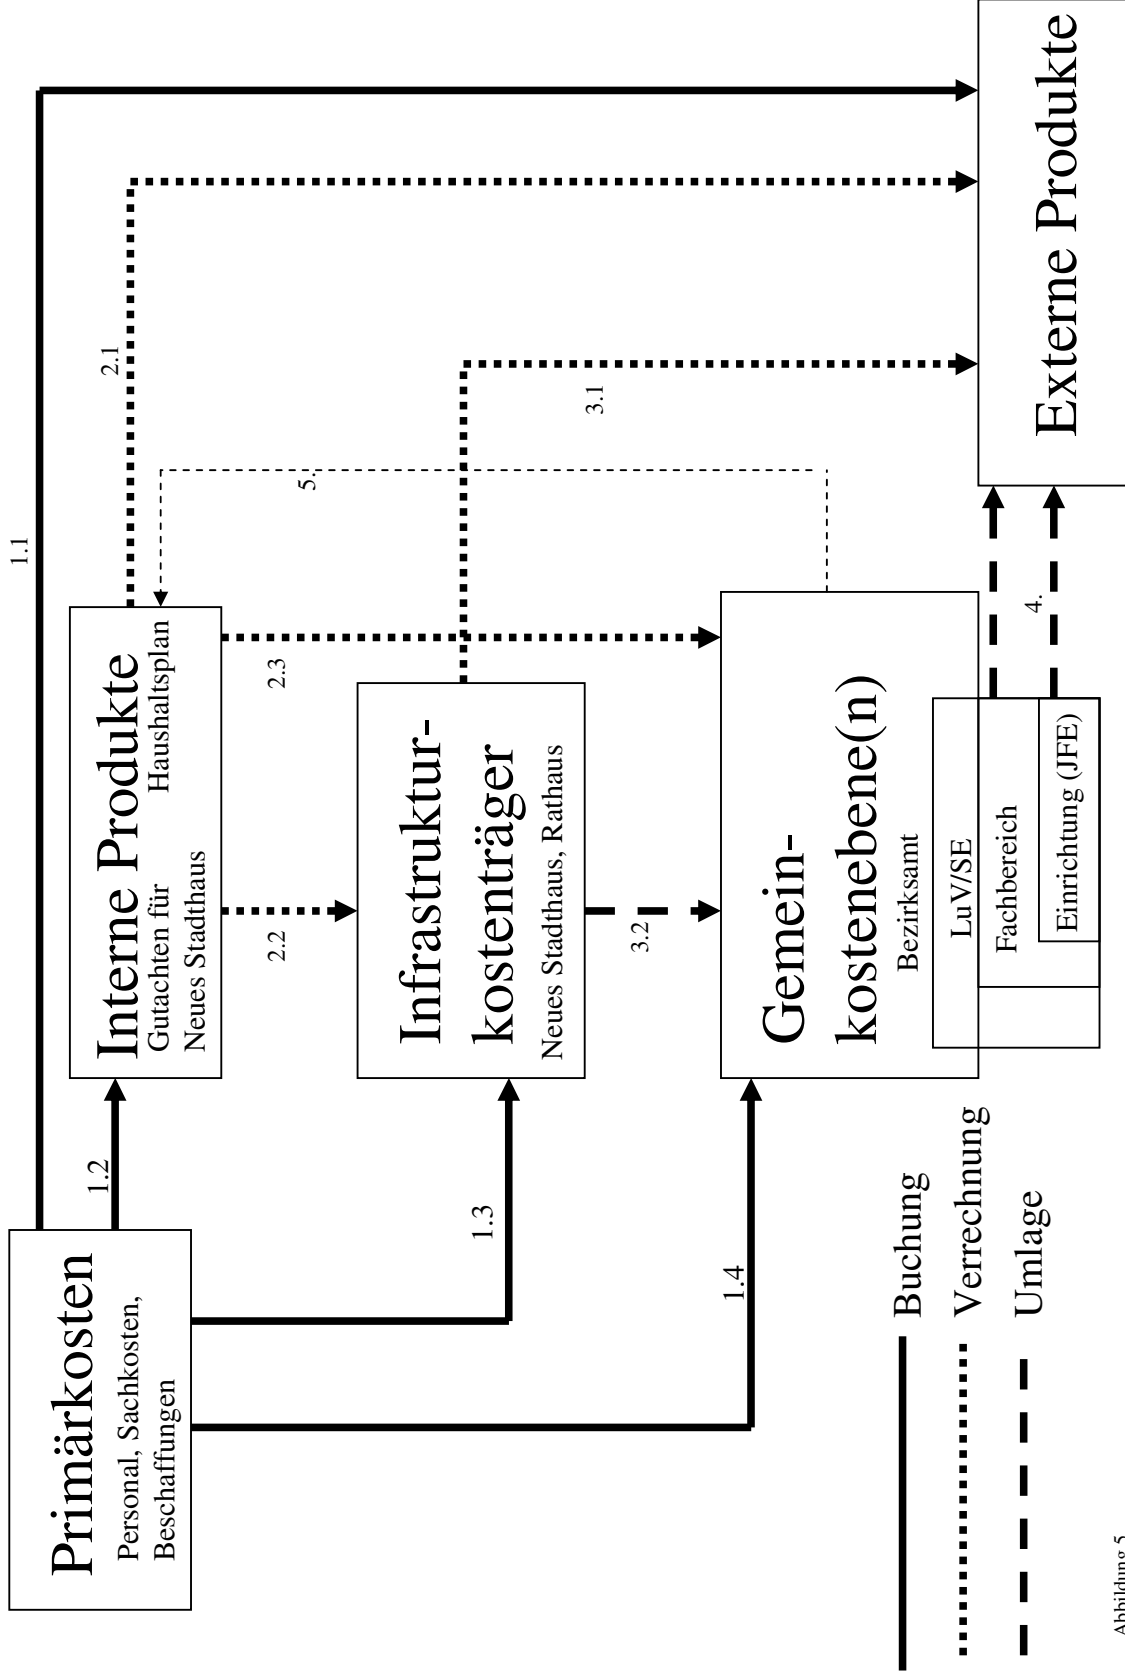 Primärkosten
Personal, Sachkosten,
Beschaffungen
1.1
1.2
1.3
1.4
Interne Produkte
Gutachten für
Neues Stadthaus
Haushaltsplan
2.1
2.2
2.3
5.
Infrastruktur-
kostenträger
Neues Stadthaus, Rathaus
3.1
3.2
Gemein-
kostenebene(n)
Bezirksamt
LuV/SE
Fachbereich
Einrichtung (JFE)
4.
Externe Produkte
Buchung
Verrechnung
Umlage
Abbildung 5